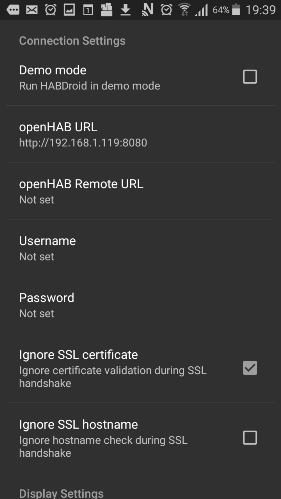 64% 19:39
Connection Settings
Demo mode
Run HABDroid in demo mode
openHAB URL
http://192.168.1.119:8080
openHAB Remote URL
Not set
Username
Not set
Password
Not set
Ignore SSL certificate
Ignore certificate validation during SSL
handshake
Ignore SSL hostname
Ignore hostname check during SSL
handshake
Display Settings